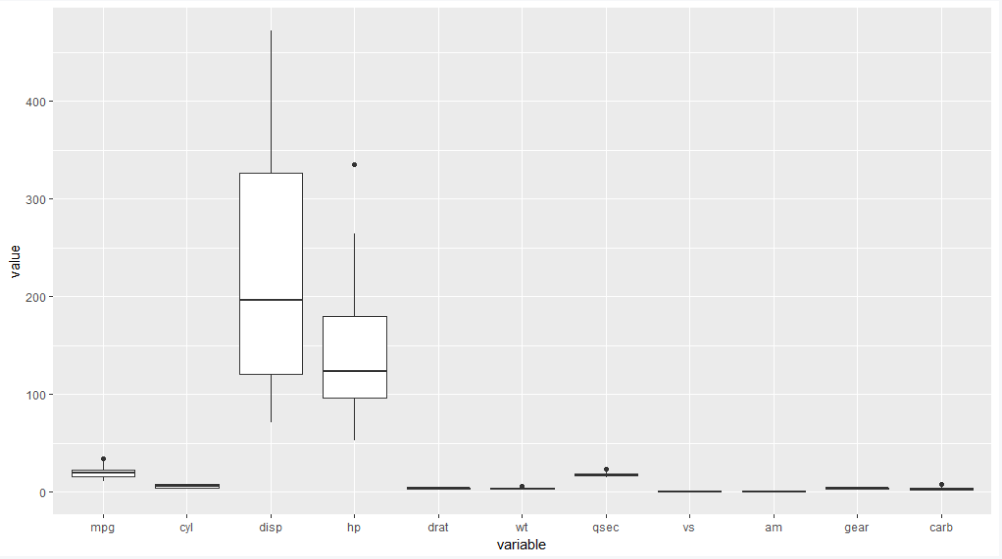 400
300
value
200
100
0
mpg cyl disp hp drat wt qsec vs am gear carb
variable